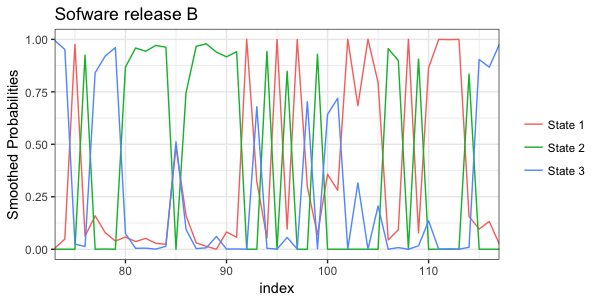 Sofware release B
Smoothed Probabilities
1.00
0.75
0.50
0.25
0.00
80
90
100
110
index
State 1
State 2
State 3